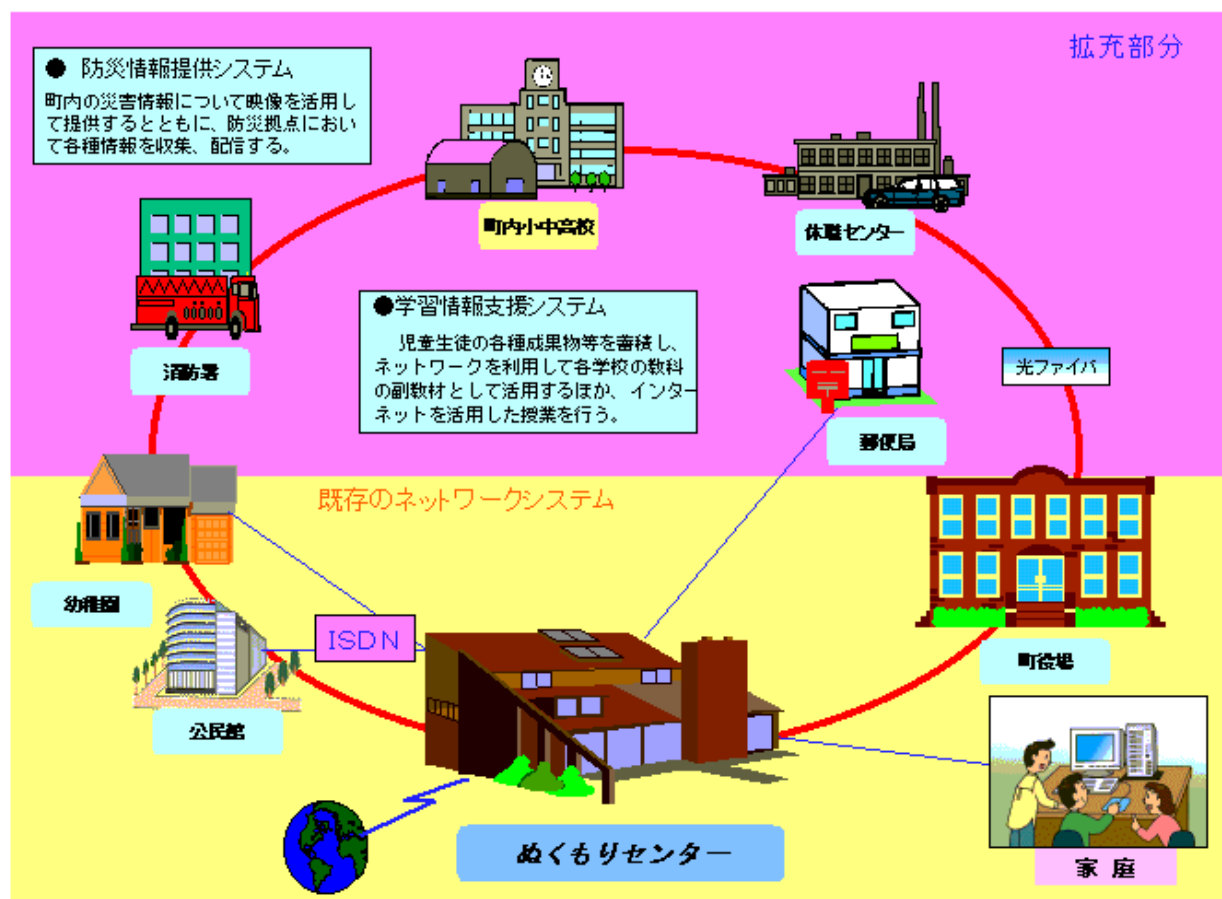 拡充部分
● 防災情報提供システム
町内の災害情報について映像を活用し
て提供するとともに、防災拠点におい
て各種情報を収集、配信する。
町内小中高校
体職センター
消防署
●学習情報支援システム
児童生徒の各種成果物等を蓄積し、
ネットワークを利用して各学校の教科
の副教材として活用するほか、インター
ネットを活用した授業を行う。
光ファイバ
郵便局
既存のネットワークシステム
幼稚園
ISDN
町役場
公民館
ぬくもりセンター
家庭